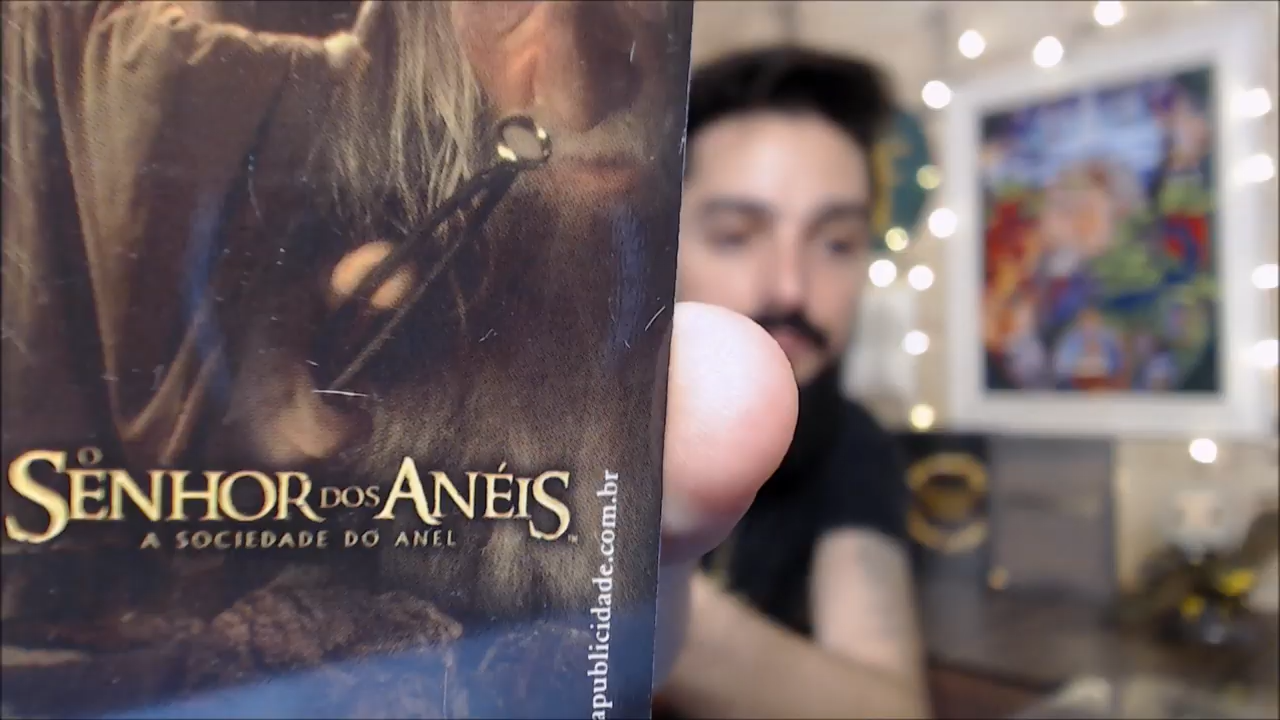 O
SENHOR DOS ANÉIS
A SOCIEDADE DO ANEL
apublicidade.com.br